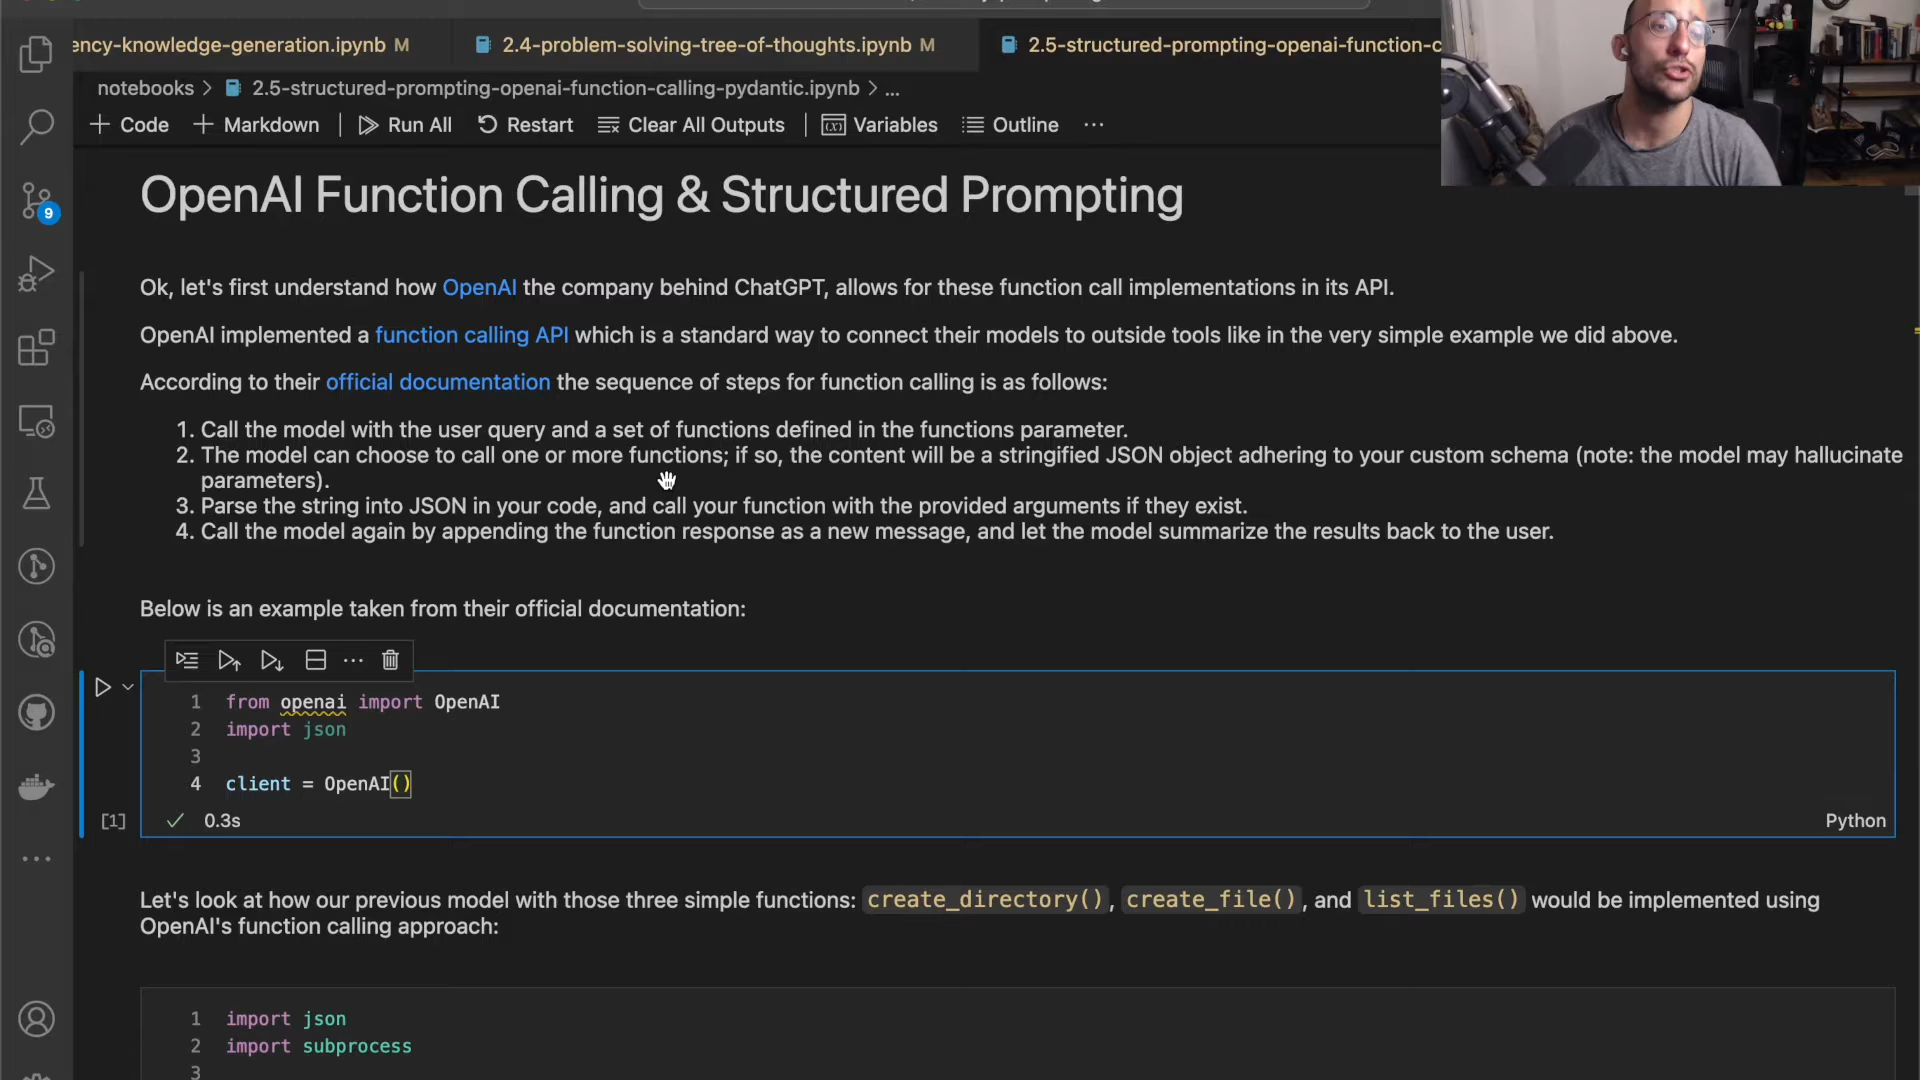 ency-knowledge-generation.ipynb M
2.4-problem-solving-tree-of-thoughts.ipynb M
2.5-structured-prompting-openai-function-c
notebooks > 2.5-structured-prompting-openai-function-calling-pydantic.ipynb > ...
+ Code + Markdown Run All Restart Clear All Outputs Variables Outline ...
9
OpenAI Function Calling & Structured Prompting
Ok, let's first understand how OpenAI the company behind ChatGPT, allows for these function call implementations in its API.
OpenAI implemented a function calling API which is a standard way to connect their models to outside tools like in the very simple example we did above.
According to their official documentation the sequence of steps for function calling is as follows:
1. Call the model with the user query and a set of functions defined in the functions parameter.
2. The model can choose to call one or more functions; if so, the content will be a stringified JSON object adhering to your custom schema (note: the model may hallucinate
parameters).
3. Parse the string into JSON in your code, and call your function with the provided arguments if they exist.
4. Call the model again by appending the function response as a new message, and let the model summarize the results back to the user.
Below is an example taken from their official documentation:
1 from openai import OpenAI
2 import json
3
4 client = OpenAI()
[1] 0.3s Python
Let's look at how our previous model with those three simple functions: create_directory(), create_file(), and list_files() would be implemented using
OpenAI's function calling approach:
1 import json
2 import subprocess
3